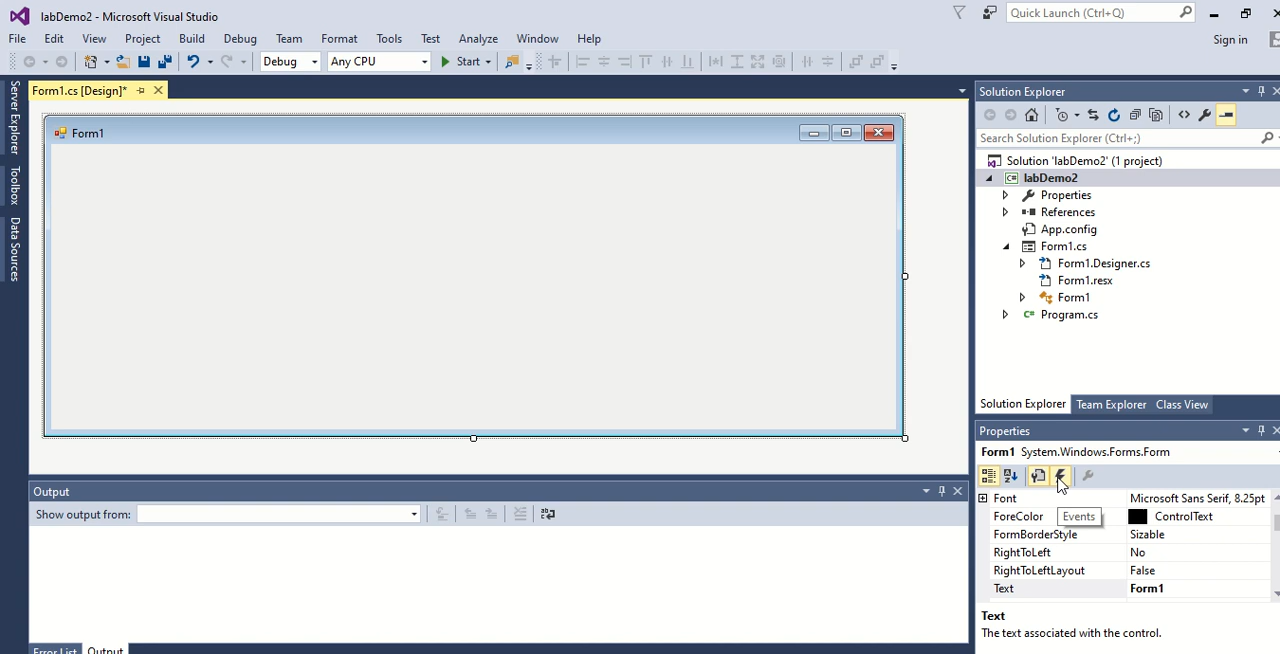 labDemo2 - Microsoft Visual Studio
Quick Launch (Ctrl+Q)
File Edit View Project Build Debug Team Format Tools Test Analyze Window Help
Sign in
Debug Any CPU Start
Server Explorer
Toolbox
Data Sources
Form1.cs [Design]*
Form1
Solution Explorer
Search Solution Explorer (Ctrl+;)
Solution 'labDemo2' (1 project)
C# labDemo2
Properties
References
App.config
Form1.cs
Form1.Designer.cs
Form1.resx
Form1
C# Program.cs
Solution Explorer Team Explorer Class View
Properties
Form1 System.Windows.Forms.Form
Events
Font Microsoft Sans Serif, 8.25pt
ForeColor ControlText
FormBorderStyle Sizable
RightToLeft No
RightToLeftLayout False
Text Form1
Text
The text associated with the control.
Output
Show output from:
Error List Output